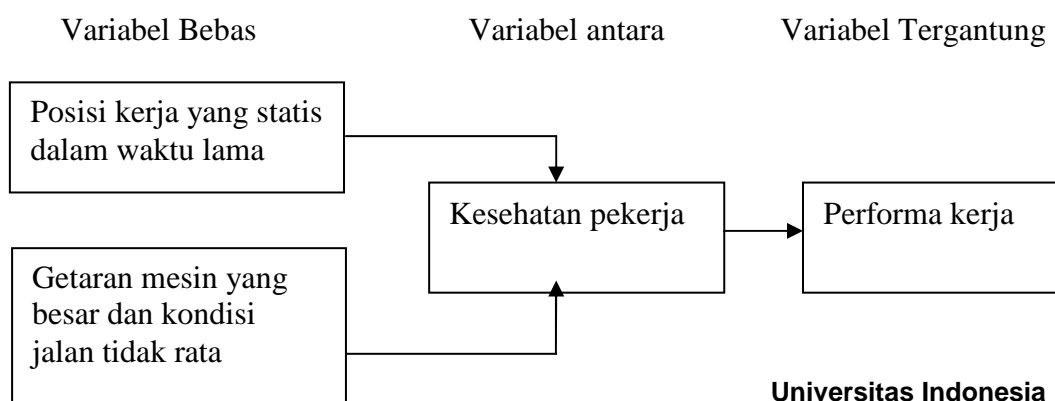 Variabel Bebas Variabel antara Variabel Tergantung
Posisi kerja yang statis
dalam waktu lama
Kesehatan pekerja
Performa kerja
Getaran mesin yang
besar dan kondisi
jalan tidak rata
Universitas Indonesia